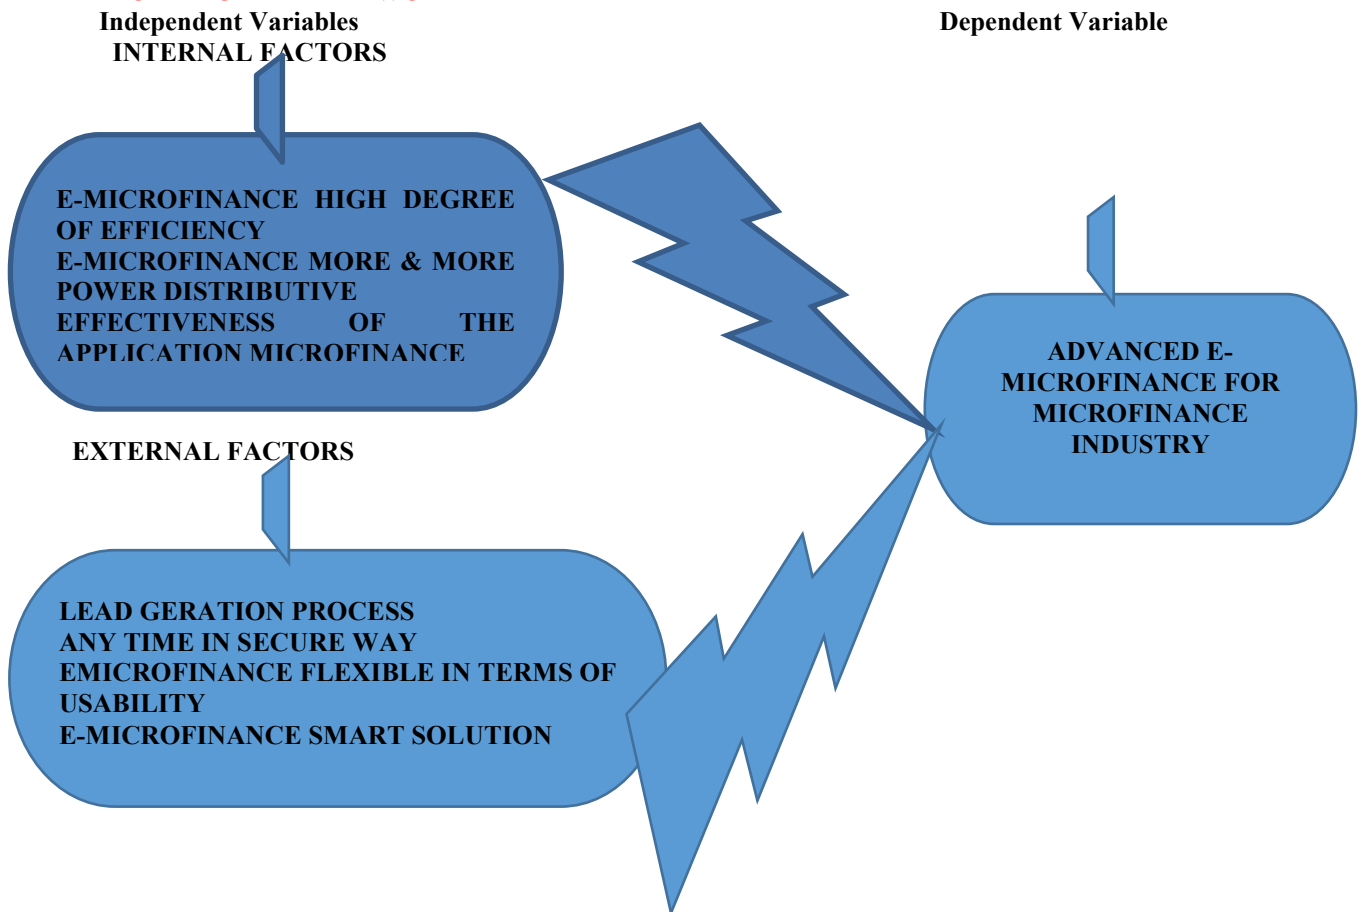 Independent Variables
Dependent Variable
INTERNAL FACTORS
E-MICROFINANCE HIGH DEGREE
OF EFFICIENCY
E-MICROFINANCE MORE & MORE
POWER DISTRIBUTIVE
EFFECTIVENESS OF THE
APPLICATION MICROFINANCE
ADVANCED E-
MICROFINANCE FOR
MICROFINANCE
INDUSTRY
EXTERNAL FACTORS
LEAD GERATION PROCESS
ANY TIME IN SECURE WAY
EMICROFINANCE FLEXIBLE IN TERMS OF
USABILITY
E-MICROFINANCE SMART SOLUTION